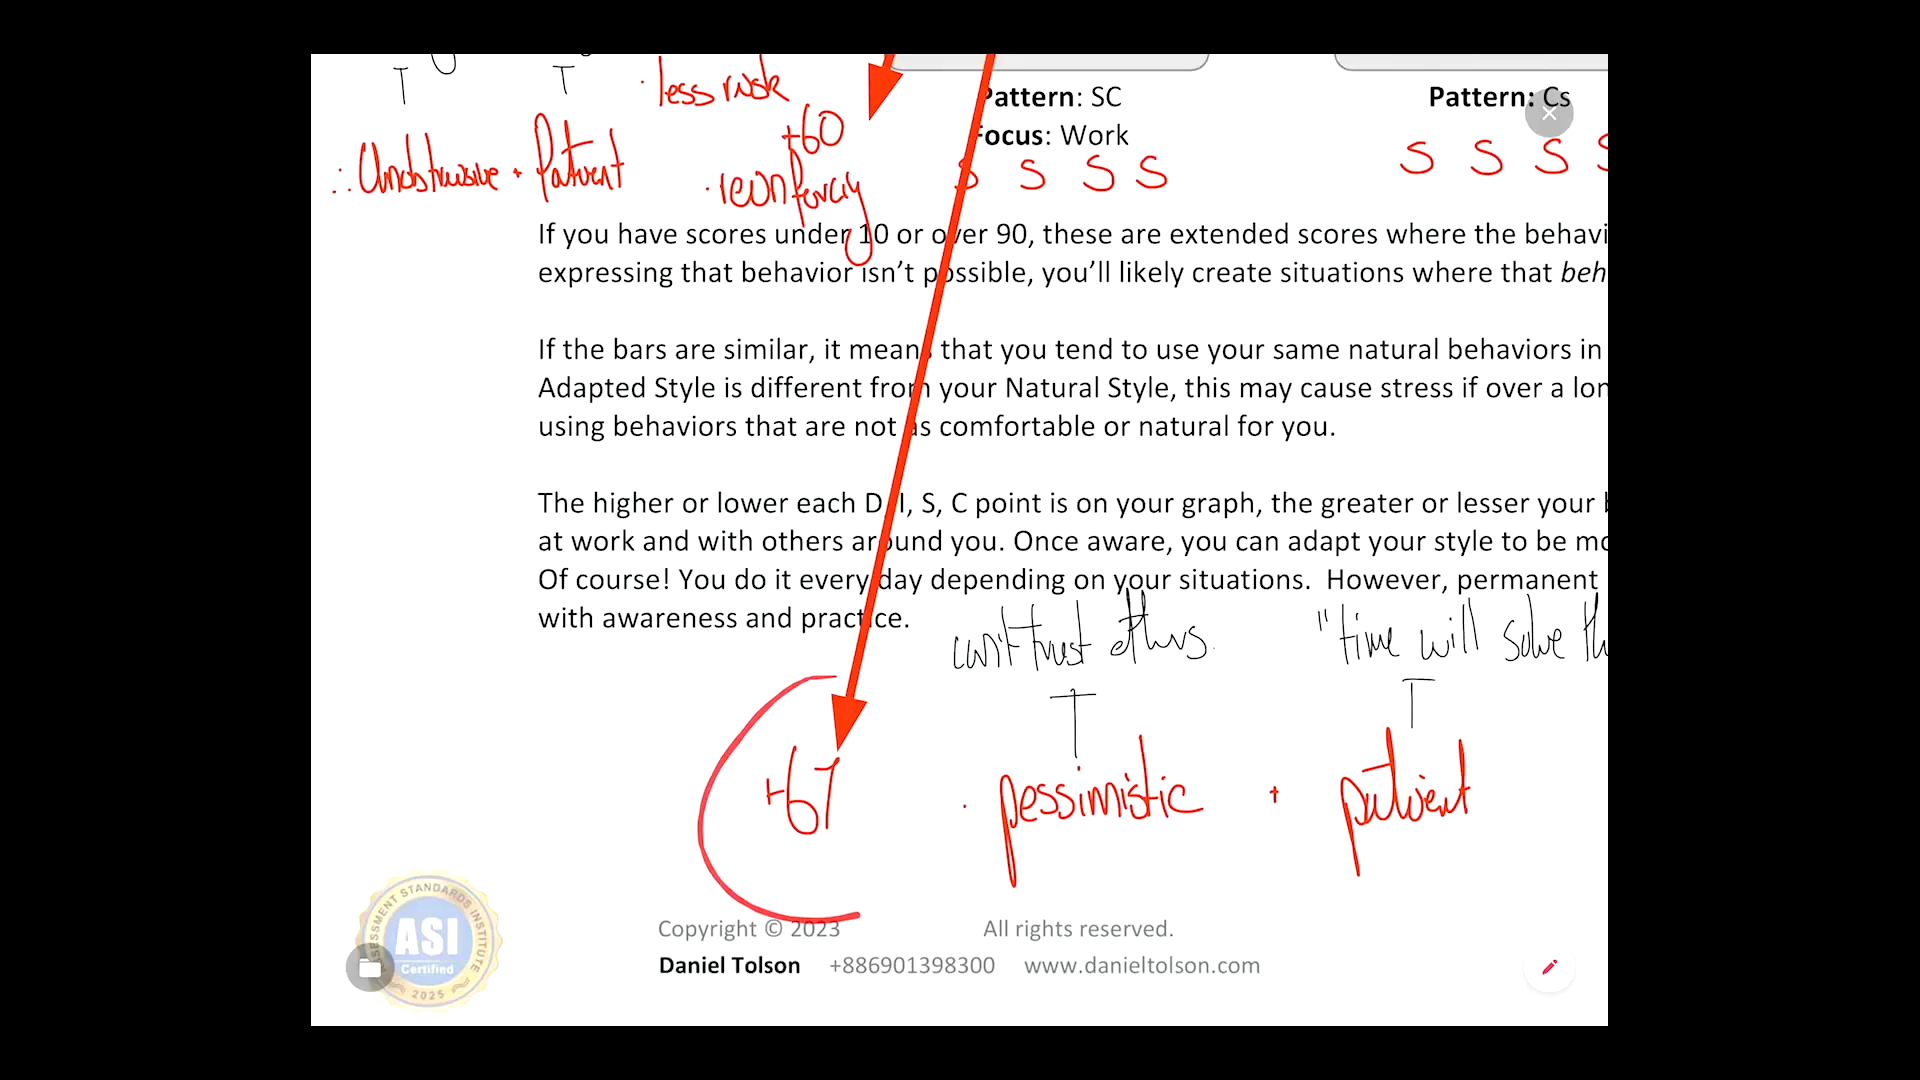 T T · less risk
Pattern: SC Pattern: Cs
+60
Focus: Work
∴ Unobtrusive + Patient · reonforcing S S S S S S S S
If you have scores under 10 or over 90, these are extended scores where the behavi
expressing that behavior isn't possible, you'll likely create situations where that beh
If the bars are similar, it means that you tend to use your same natural behaviors in
Adapted Style is different from your Natural Style, this may cause stress if over a lon
using behaviors that are not as comfortable or natural for you.
The higher or lower each D, I, S, C point is on your graph, the greater or lesser your b
at work and with others around you. Once aware, you can adapt your style to be mo
Of course! You do it every day depending on your situations. However, permanent
with awareness and practice.
can't trust others. "time will solve th
T T
+67 · pessimistic + patient
ASSESSMENT STANDARDS INSTITUTE
ASI
Certified
2025
Copyright © 2023 All rights reserved.
Daniel Tolson +886901398300 www.danieltolson.com